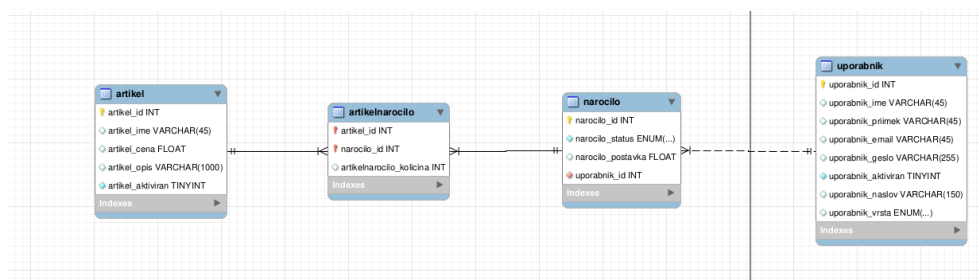 artikel
artikel_id INT
artikel_ime VARCHAR(45)
artikel_cena FLOAT
artikel_opis VARCHAR(1000)
artikel_aktiviran TINYINT
Indexes
artikelnarocilo
artikel_id INT
narocilo_id INT
artikelnarocilo_kolicina INT
Indexes
narocilo
narocilo_id INT
narocilo_status ENUM(...)
narocilo_postavka FLOAT
uporabnik_id INT
Indexes
uporabnik
uporabnik_id INT
uporabnik_ime VARCHAR(45)
uporabnik_priimek VARCHAR(45)
uporabnik_email VARCHAR(45)
uporabnik_geslo VARCHAR(255)
uporabnik_aktiviran TINYINT
uporabnik_naslov VARCHAR(150)
uporabnik_vrsta ENUM(...)
Indexes